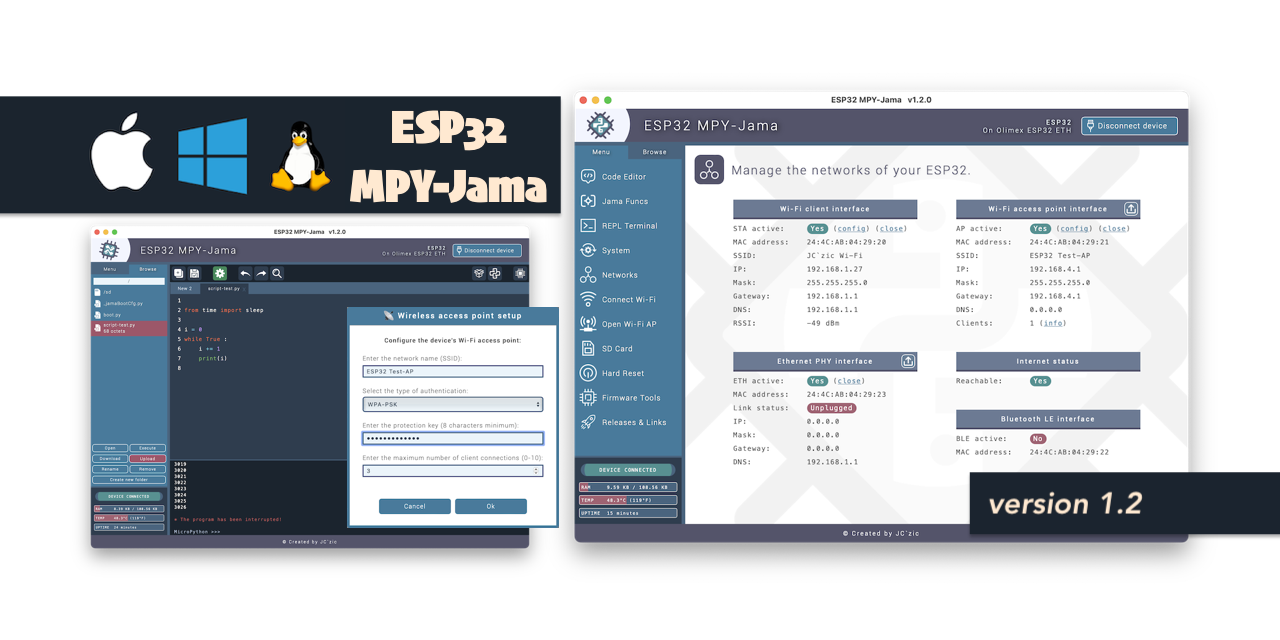 ESP32
MPY-Jama
ESP32 MPY-Jama v1.2.0
ESP32 MPY-Jama
ESP32
On Olimex ESP32 ETH
Disconnect device
Menu
Browse
/
New 2
script-test.py
lib
_jamaBootCfg.py
boot.py
script-test.py
60 octets
1
2 from time import sleep
3
4 i = 0
5 while True :
6 i += 1
7 print(i)
8
Open
Execute
Download
Upload
Rename
Remove
Create new folder
DEVICE CONNECTED
RAM 9.59 KB / 108.36 KB
TEMP 48.3°C (119°F)
UPTIME 14 minutes
3019
3020
3021
3022
3023
3024
3025
3026
* The program has been interrupted!
MicroPython >>>
© Created by JC`zic
Wireless access point setup
Configure the device's Wi-Fi access point:
Enter the network name (SSID):
ESP32 Test-AP
Select the type of authentication:
WPA-PSK
Enter the protection key (8 characters minimum):
•••••••••••••
Enter the maximum number of client connections (0-10):
3
Cancel
Ok
ESP32 MPY-Jama v1.2.0
ESP32 MPY-Jama
ESP32
On Olimex ESP32 ETH
Disconnect device
Menu
Browse
Code Editor
Jama Funcs
REPL Terminal
System
Networks
Connect Wi-Fi
Open Wi-Fi AP
SD Card
Hard Reset
Firmware Tools
Releases & Links
DEVICE CONNECTED
RAM 9.59 KB / 108.36 KB
TEMP 48.3°C (119°F)
UPTIME 15 minutes
Manage the networks of your ESP32.
Wi-Fi client interface
STA active: Yes (config) (close)
MAC address: 24:4C:AB:04:29:20
SSID: JC`zic Wi-Fi
IP: 192.168.1.27
Mask: 255.255.255.0
Gateway: 192.168.1.1
DNS: 192.168.1.1
RSSI: -49 dBm
Wi-Fi access point interface
AP active: Yes (config) (close)
MAC address: 24:4C:AB:04:29:21
SSID: ESP32 Test-AP
IP: 192.168.4.1
Mask: 255.255.255.0
Gateway: 192.168.4.1
DNS: 0.0.0.0
Clients: 1 (info)
Ethernet PHY interface
ETH active: Yes (close)
MAC address: 24:4C:AB:04:29:23
Link status: Unplugged
IP: 0.0.0.0
Mask: 0.0.0.0
Gateway: 0.0.0.0
DNS: 192.168.1.1
Internet status
Reachable: Yes
Bluetooth LE interface
BLE active: No
MAC address: 24:4C:AB:04:29:22
© Created by JC`zic
version 1.2